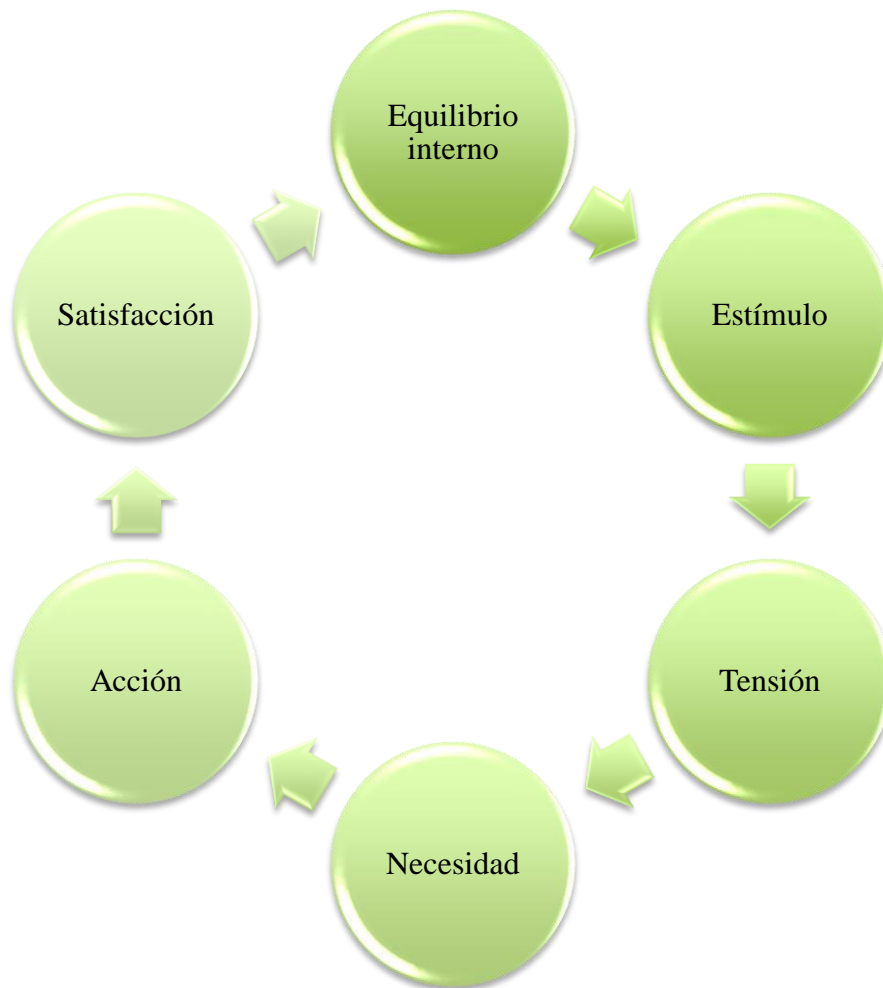 Equilibrio
interno
Estímulo
Tensión
Necesidad
Acción
Satisfacción